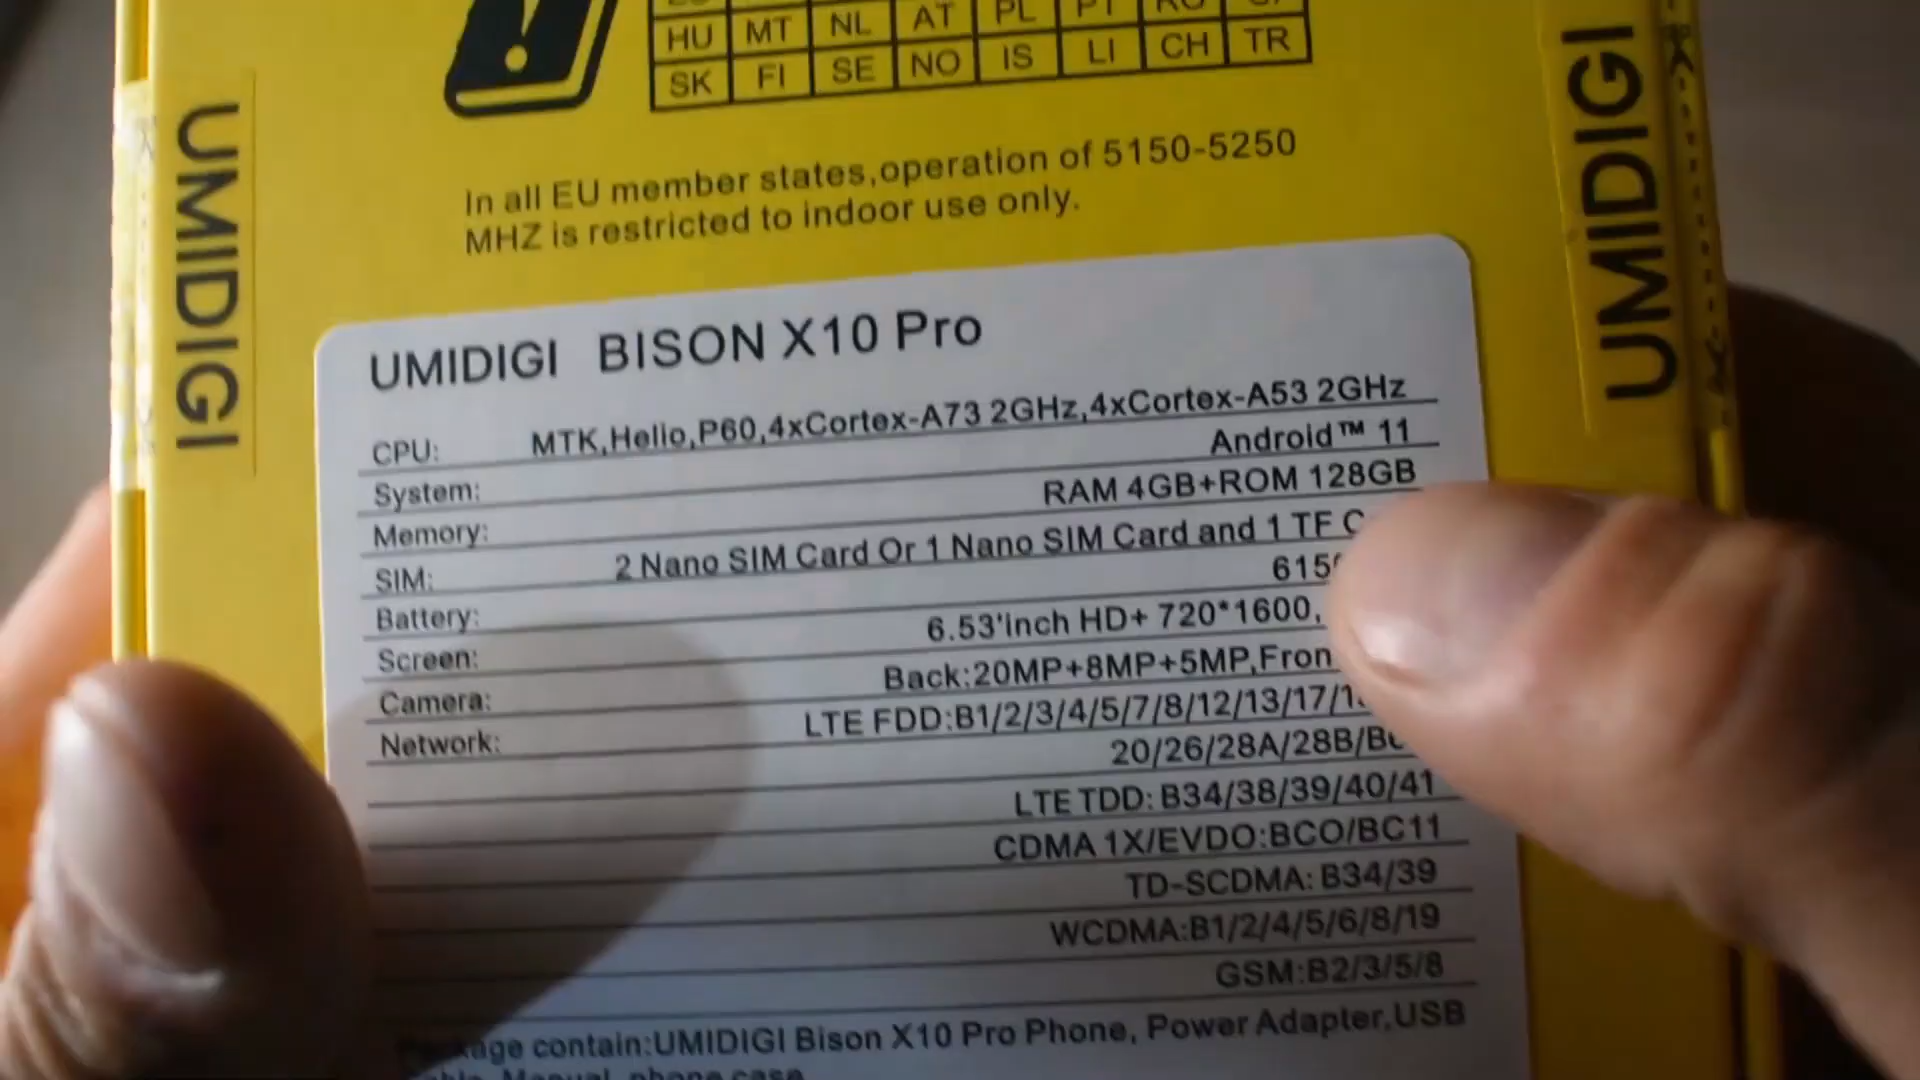 HU MT NL AT PL PT
SK FI SE NO IS LI CH TR
In all EU member states,operation of 5150-5250
MHZ is restricted to indoor use only.
UMIDIGI
UMIDIGI
UMIDIGI BISON X10 Pro
CPU: MTK,Helio,P60,4xCortex-A73 2GHz,4xCortex-A53 2GHz
System: Android™ 11
Memory: RAM 4GB+ROM 128GB
SIM: 2 Nano SIM Card Or 1 Nano SIM Card and 1 TF
Battery: 615
Screen: 6.53'inch HD+ 720*1600,
Camera: Back:20MP+8MP+5MP,Fron
Network: LTE FDD:B1/2/3/4/5/7/8/12/13/17/1
20/26/28A/28B/B
LTE TDD: B34/38/39/40/41
CDMA 1X/EVDO:BCO/BC11
TD-SCDMA: B34/39
WCDMA:B1/2/4/5/6/8/19
GSM:B2/3/5/8
contain:UMIDIGI Bison X10 Pro Phone, Power Adapter,USB
Manual, phone case